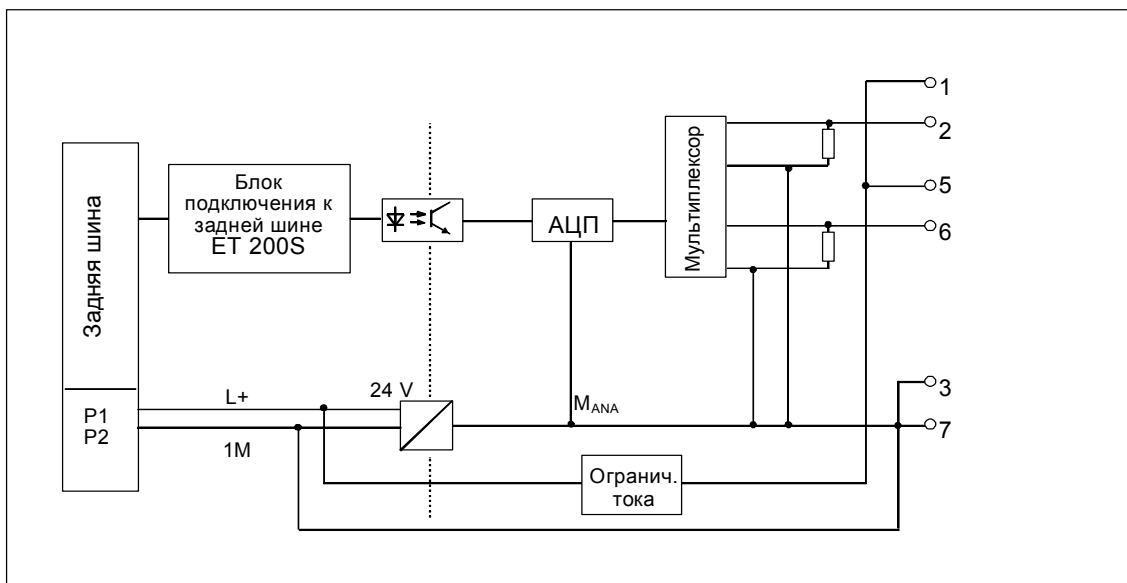 Задняя шина
P1
P2
Блок
подключения к
задней шине
ET 200S
L+
1M
24 V
АЦП
M_ANA
Мультиплексор
Огранич.
тока
1
2
5
6
3
7